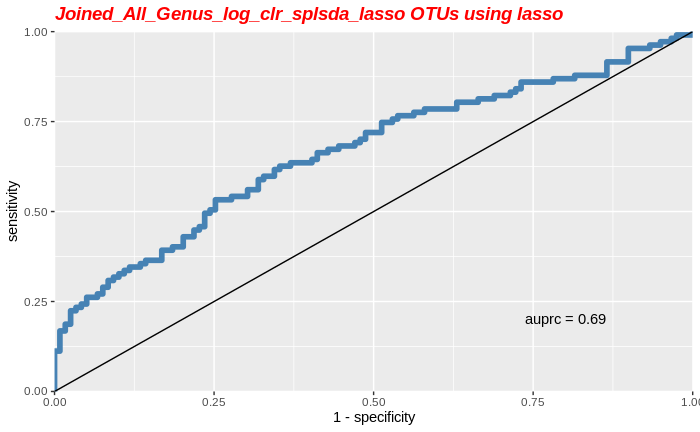 Joined_All_Genus_log_clr_splsda_lasso OTUs using lasso
1.00
0.75
0.50
0.25
0.00
sensitivity
auprc = 0.69
0.00 0.25 0.50 0.75 1.00
1 - specificity